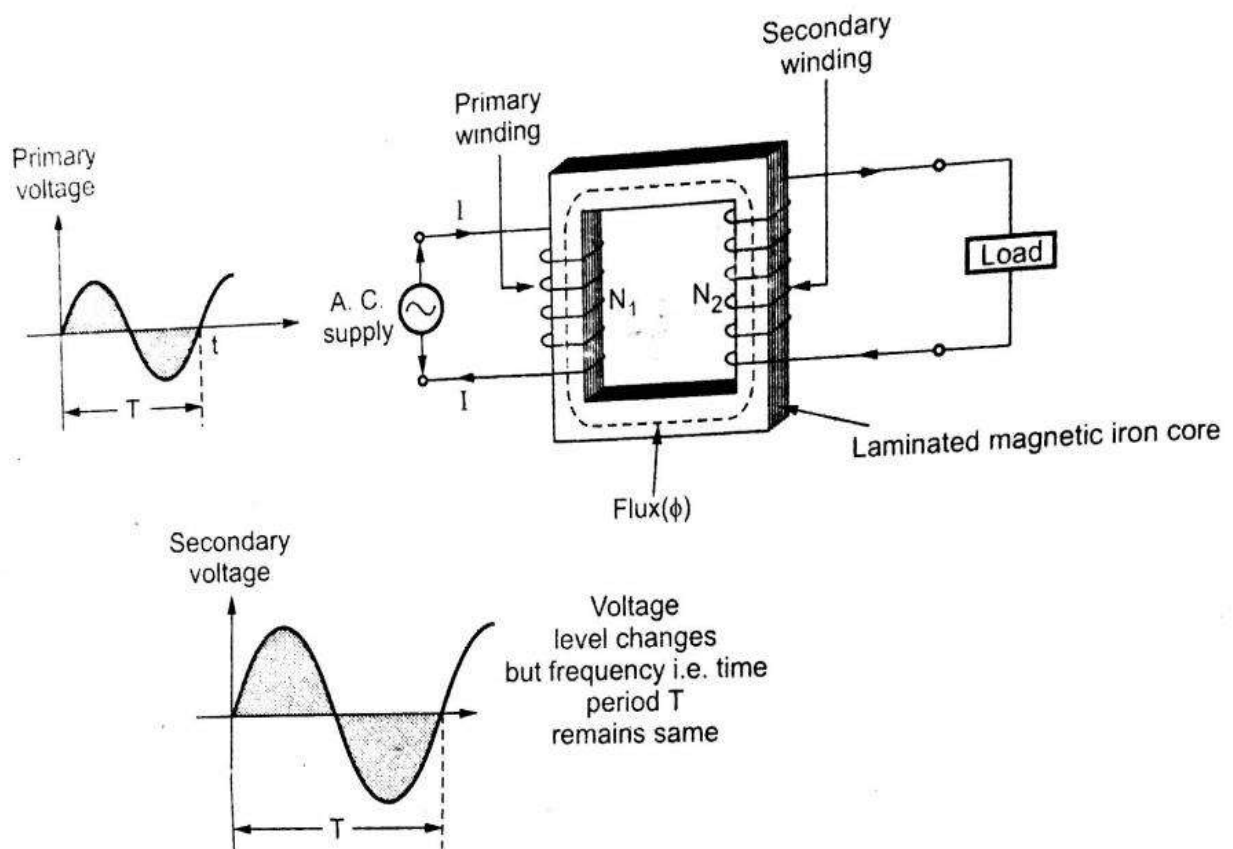 Secondary
winding
Primary
winding
Primary
voltage
I
A. C.
supply
N1
N2
Load
t
T
I
Laminated magnetic iron core
Flux(ϕ)
Secondary
voltage
Voltage
level changes
but frequency i.e. time
period T
remains same
T